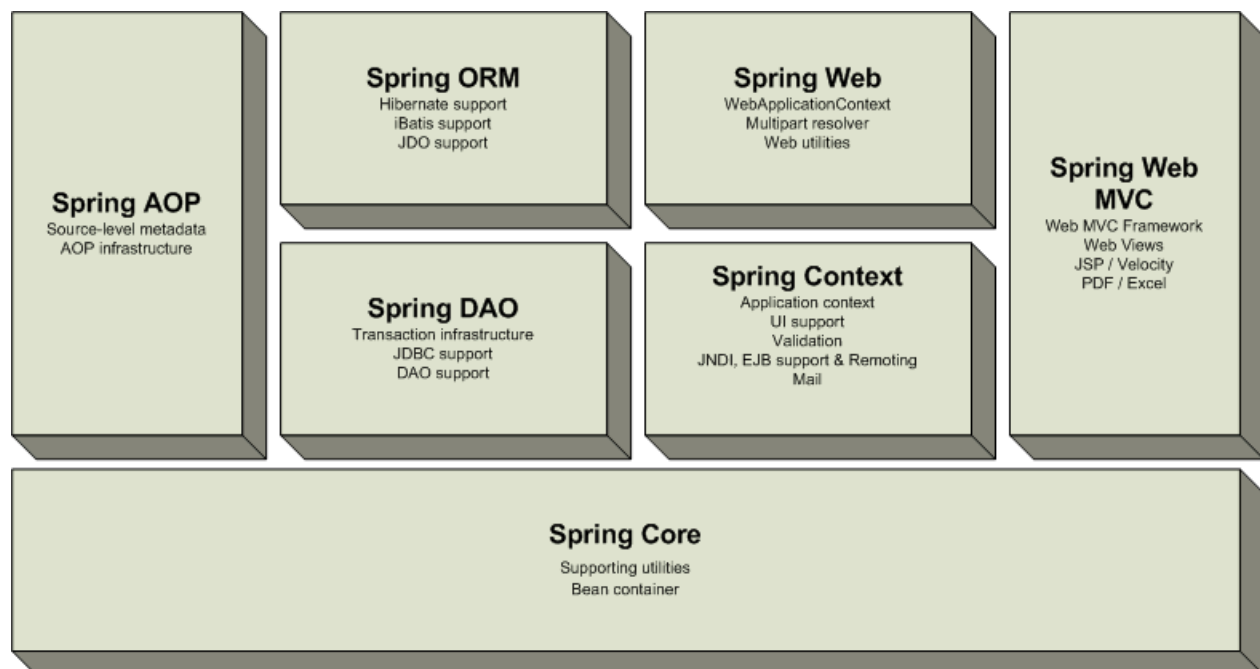 Spring AOP
Source-level metadata
AOP infrastructure
Spring ORM
Hibernate support
iBatis support
JDO support
Spring DAO
Transaction infrastructure
JDBC support
DAO support
Spring Web
WebApplicationContext
Multipart resolver
Web utilities
Spring Context
Application context
UI support
Validation
JNDI, EJB support & Remoting
Mail
Spring Web
MVC
Web MVC Framework
Web Views
JSP / Velocity
PDF / Excel
Spring Core
Supporting utilities
Bean container